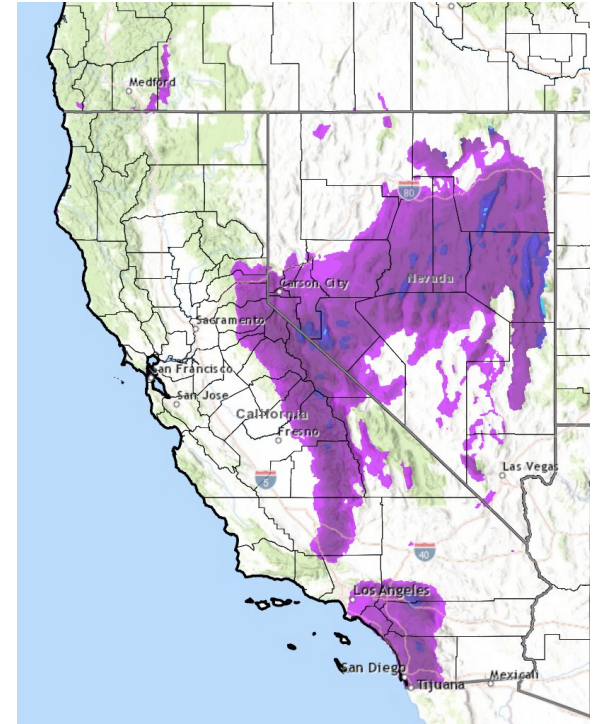 Medford
80
Carson City
Nevada
Sacramento
San Francisco
San Jose
California
Fresno
5
Las Vegas
40
Los Angeles
San Diego
Tijuana
Mexicali